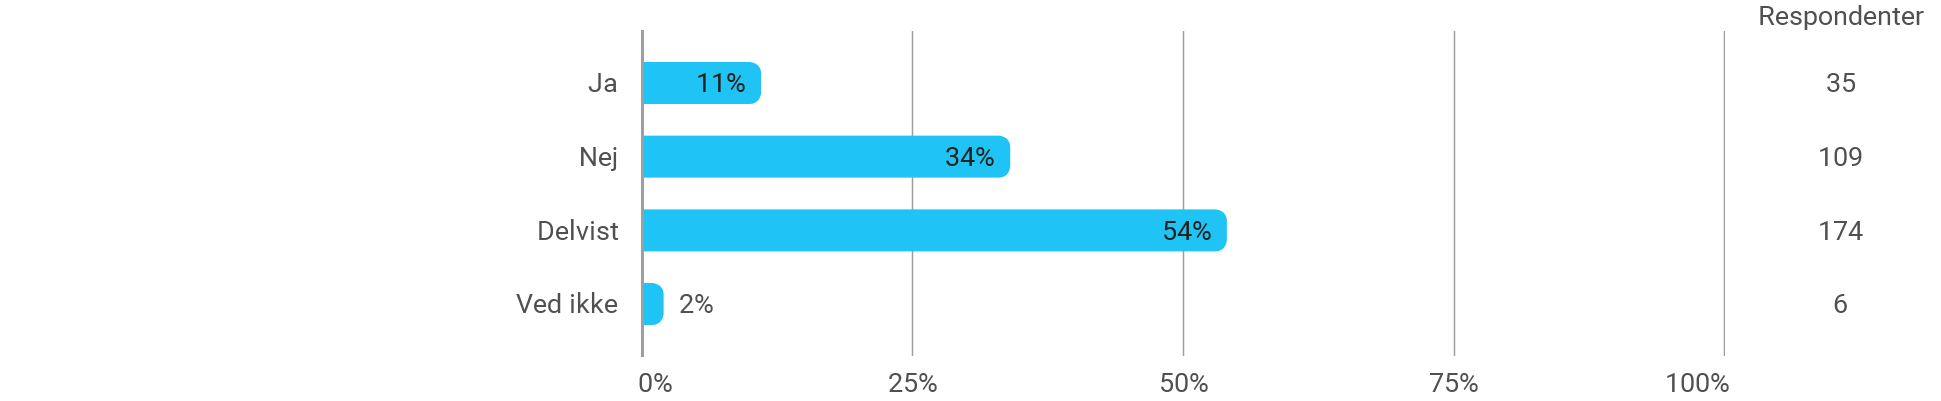 Respondenter
Ja 11% 35
Nej 34% 109
Delvist 54% 174
Ved ikke 2% 6
0% 25% 50% 75% 100%